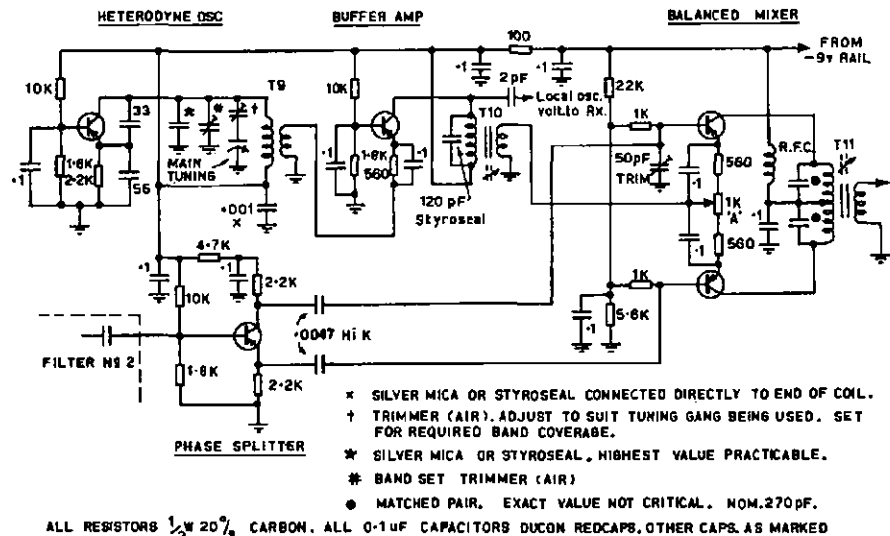 HETERODYNE OSC
BUFFER AMP
BALANCED MIXER
100
FROM
-9v RAIL
·1
·1
2pF
10K
33
*
#
†
T9
10K
Local osc.
volt. to Rx.
T10
22K
1K
560
R.F.C.
T11
·1
1·8K
2·2K
56
MAIN
TUNING
·001
×
·1
1·8K
560
·1
120 pF
Styroseal
50pF
TRIM
·1
1K
'A'
·1
560
·1
4·7K
·1
·1
2·2K
10K
·0047 Hi K
1K
·1
5·6K
FILTER Nº 2
1·8K
2·2K
PHASE SPLITTER
× SILVER MICA OR STYROSEAL CONNECTED DIRECTLY TO END OF COIL.
† TRIMMER (AIR). ADJUST TO SUIT TUNING GANG BEING USED. SET
FOR REQUIRED BAND COVERAGE.
* SILVER MICA OR STYROSEAL. HIGHEST VALUE PRACTICABLE.
# BAND SET TRIMMER (AIR)
● MATCHED PAIR. EXACT VALUE NOT CRITICAL. NOM. 270pF.
ALL RESISTORS ½W 20% CARBON. ALL 0·1uF CAPACITORS DUCON REDCAPS. OTHER CAPS. AS MARKED